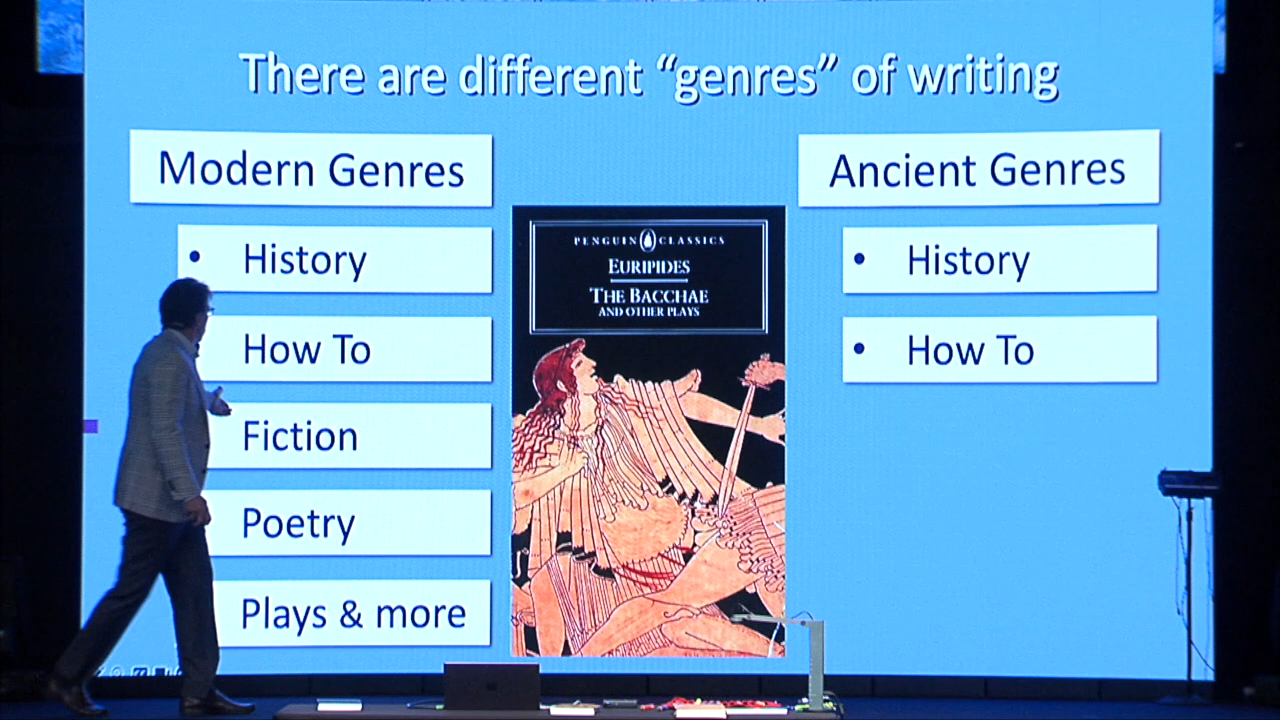 There are different “genres” of writing
Modern Genres
• History
How To
Fiction
Poetry
Plays & more
PENGUIN CLASSICS
EURIPIDES
THE BACCHAE
AND OTHER PLAYS
Ancient Genres
• History
• How To